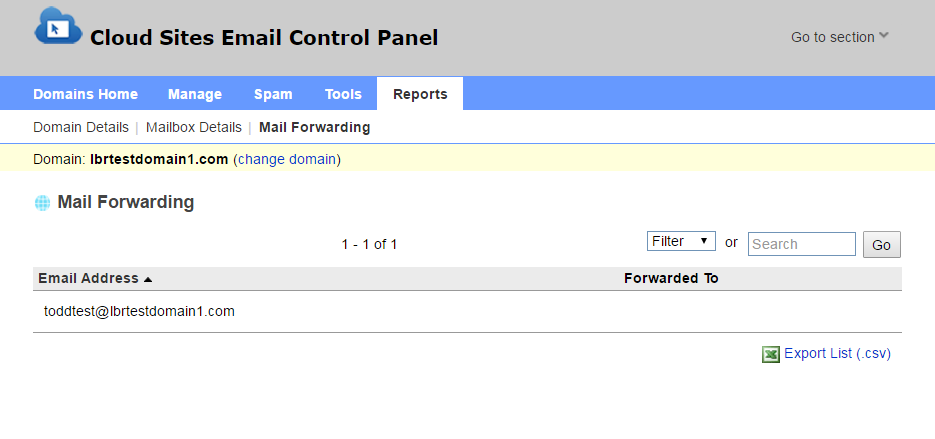 Cloud Sites Email Control Panel
Go to section
Domains Home Manage Spam Tools Reports
Domain Details | Mailbox Details | Mail Forwarding
Domain: lbrtestdomain1.com (change domain)
Mail Forwarding
1 - 1 of 1 Filter or Search Go
Email Address Forwarded To
toddtest@lbrtestdomain1.com
Export List (.csv)